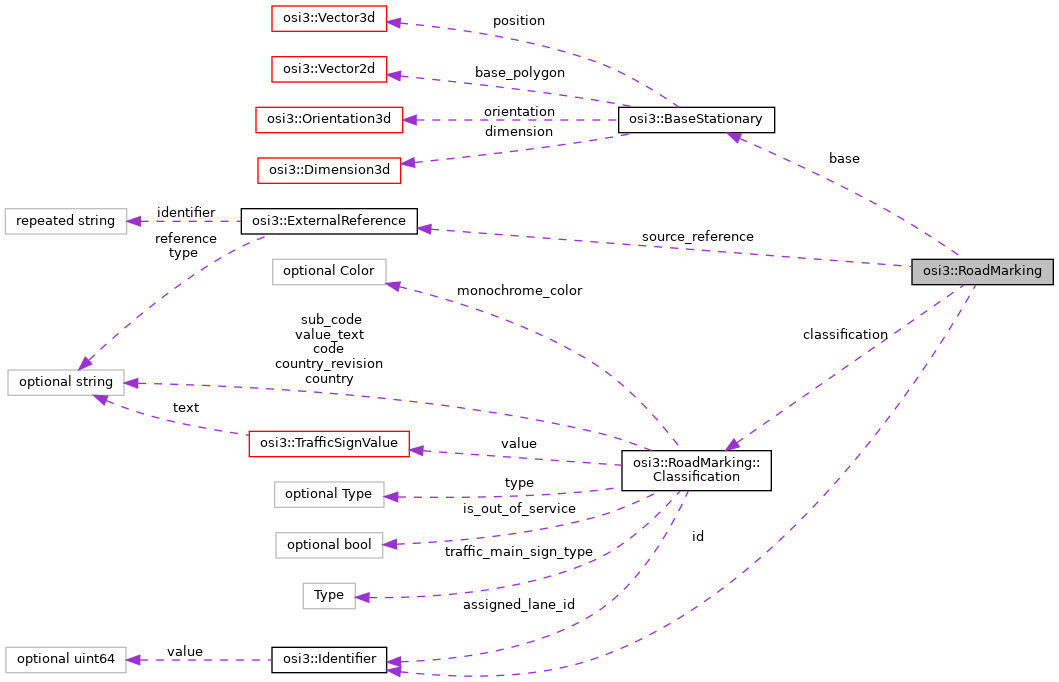 osi3::Vector3d
position
osi3::Vector2d
base_polygon
osi3::Orientation3d
orientation
osi3::BaseStationary
dimension
osi3::Dimension3d
base
repeated string
identifier
osi3::ExternalReference
reference
type
source_reference
optional Color
osi3::RoadMarking
monochrome_color
sub_code
value_text
code
country_revision
country
classification
optional string
text
osi3::TrafficSignValue
value
osi3::RoadMarking::
Classification
optional Type
type
is_out_of_service
optional bool
id
traffic_main_sign_type
Type
assigned_lane_id
optional uint64
value
osi3::Identifier